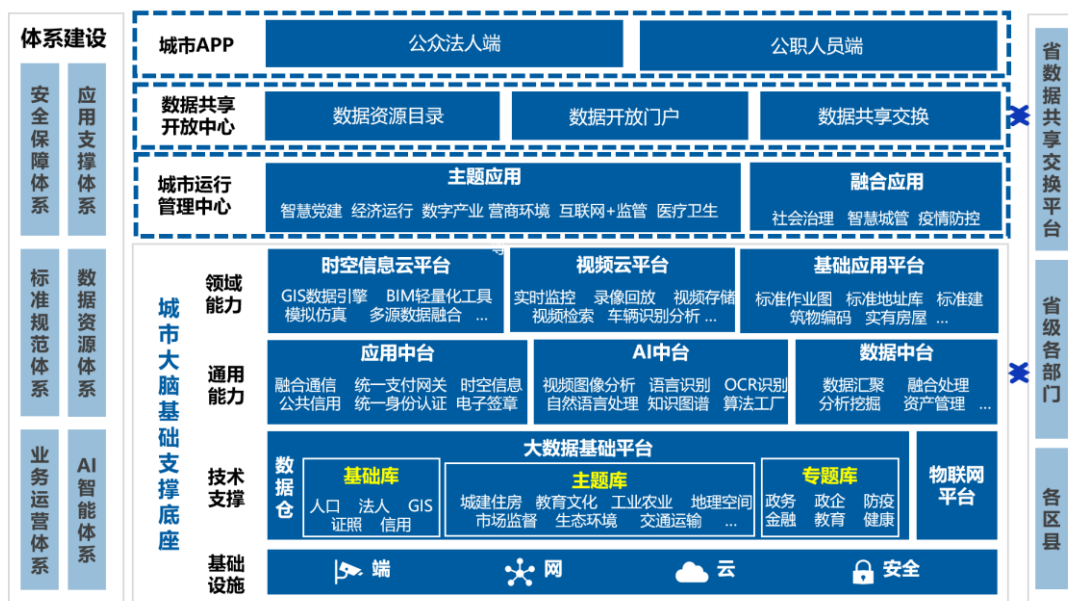 体系建设
安全保障体系
应用支撑体系
标准规范体系
数据资源体系
业务运营体系
AI智能体系
城市APP
公众法人端
公职人员端
数据共享
开放中心
数据资源目录
数据开放门户
数据共享交换
城市运行
管理中心
主题应用
智慧党建 经济运行 数字产业 营商环境 互联网+监管 医疗卫生
融合应用
社会治理 智慧城管 疫情防控
城市大脑基础支撑底座
领域
能力
时空信息云平台
GIS数据引擎 BIM轻量化工具
模拟仿真 多源数据融合 ...
视频云平台
实时监控 录像回放 视频存储
视频检索 车辆识别分析 ...
基础应用平台
标准作业图 标准地址库 标准建
筑物编码 实有房屋 ...
通用
能力
应用中台
融合通信 统一支付网关 时空信息
公共信用 统一身份认证 电子签章
AI中台
视频图像分析 语言识别 OCR识别
自然语言处理 知识图谱 算法工厂
数据中台
数据汇聚 融合处理
分析挖掘 资产管理 ...
技术
支撑
大数据基础平台
数据仓
基础库
人口 法人 GIS
证照 信用
主题库
城建住房 教育文化 工业农业 地理空间
市场监督 生态环境 交通运输 ...
专题库
政务 政企 防疫
金融 教育 健康
物联网
平台
基础
设施
端
网
云
安全
省数据共享交换平台
省级各部门
各区县